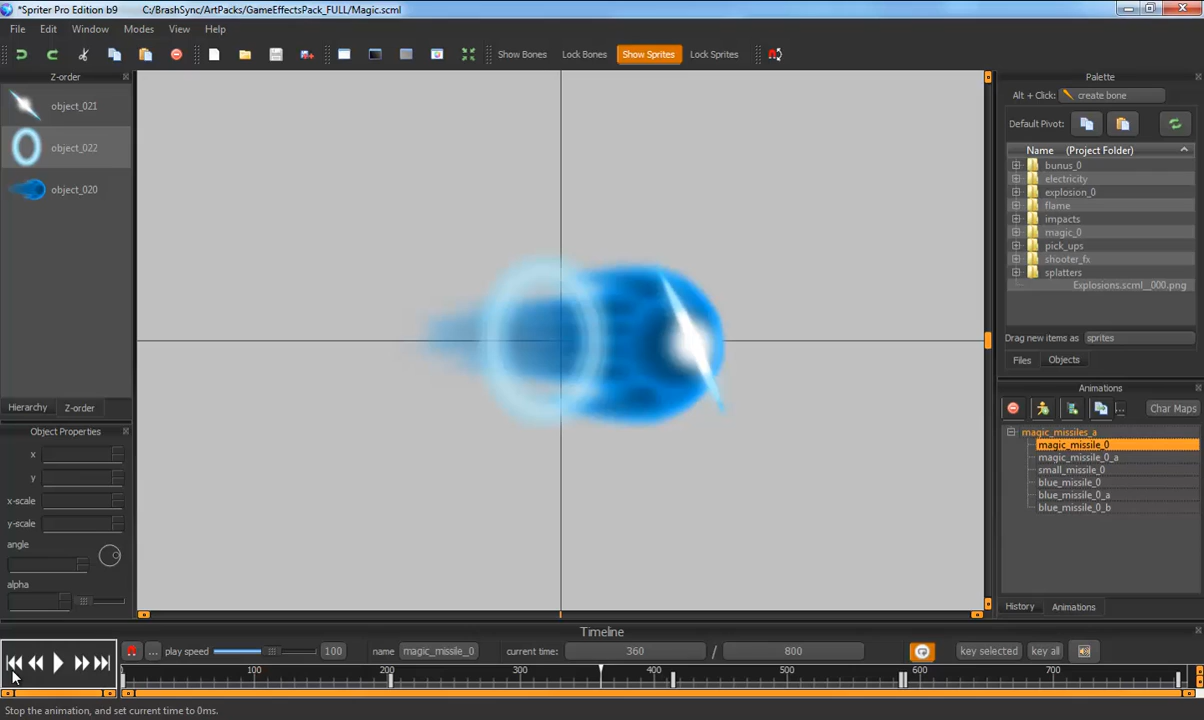 *Spriter Pro Edition b9 C:/BrashSync/ArtPacks/GameEffectsPack_FULL/Magic.scml
File Edit Window Modes View Help
Show Bones Lock Bones Show Sprites Lock Sprites
Z-order
object_021
object_022
object_020
Hierarchy Z-order
Object Properties
x
y
x-scale
y-scale
angle
alpha
Palette
Alt + Click: create bone
Default Pivot:
Name (Project Folder)
bunus_0
electricity
explosion_0
flame
impacts
magic_0
pick_ups
shooter_fx
splatters
Explosions.scml__000.png
Drag new items as sprites
Files Objects
Animations
... Char Maps
magic_missiles_a
magic_missile_0
magic_missile_0_a
small_missile_0
blue_missile_0
blue_missile_0_a
blue_missile_0_b
History Animations
Timeline
... play speed 100 name magic_missile_0 current time: 360 / 800 key selected key all
0 100 200 300 400 500 600 700
Stop the animation, and set current time to 0ms.